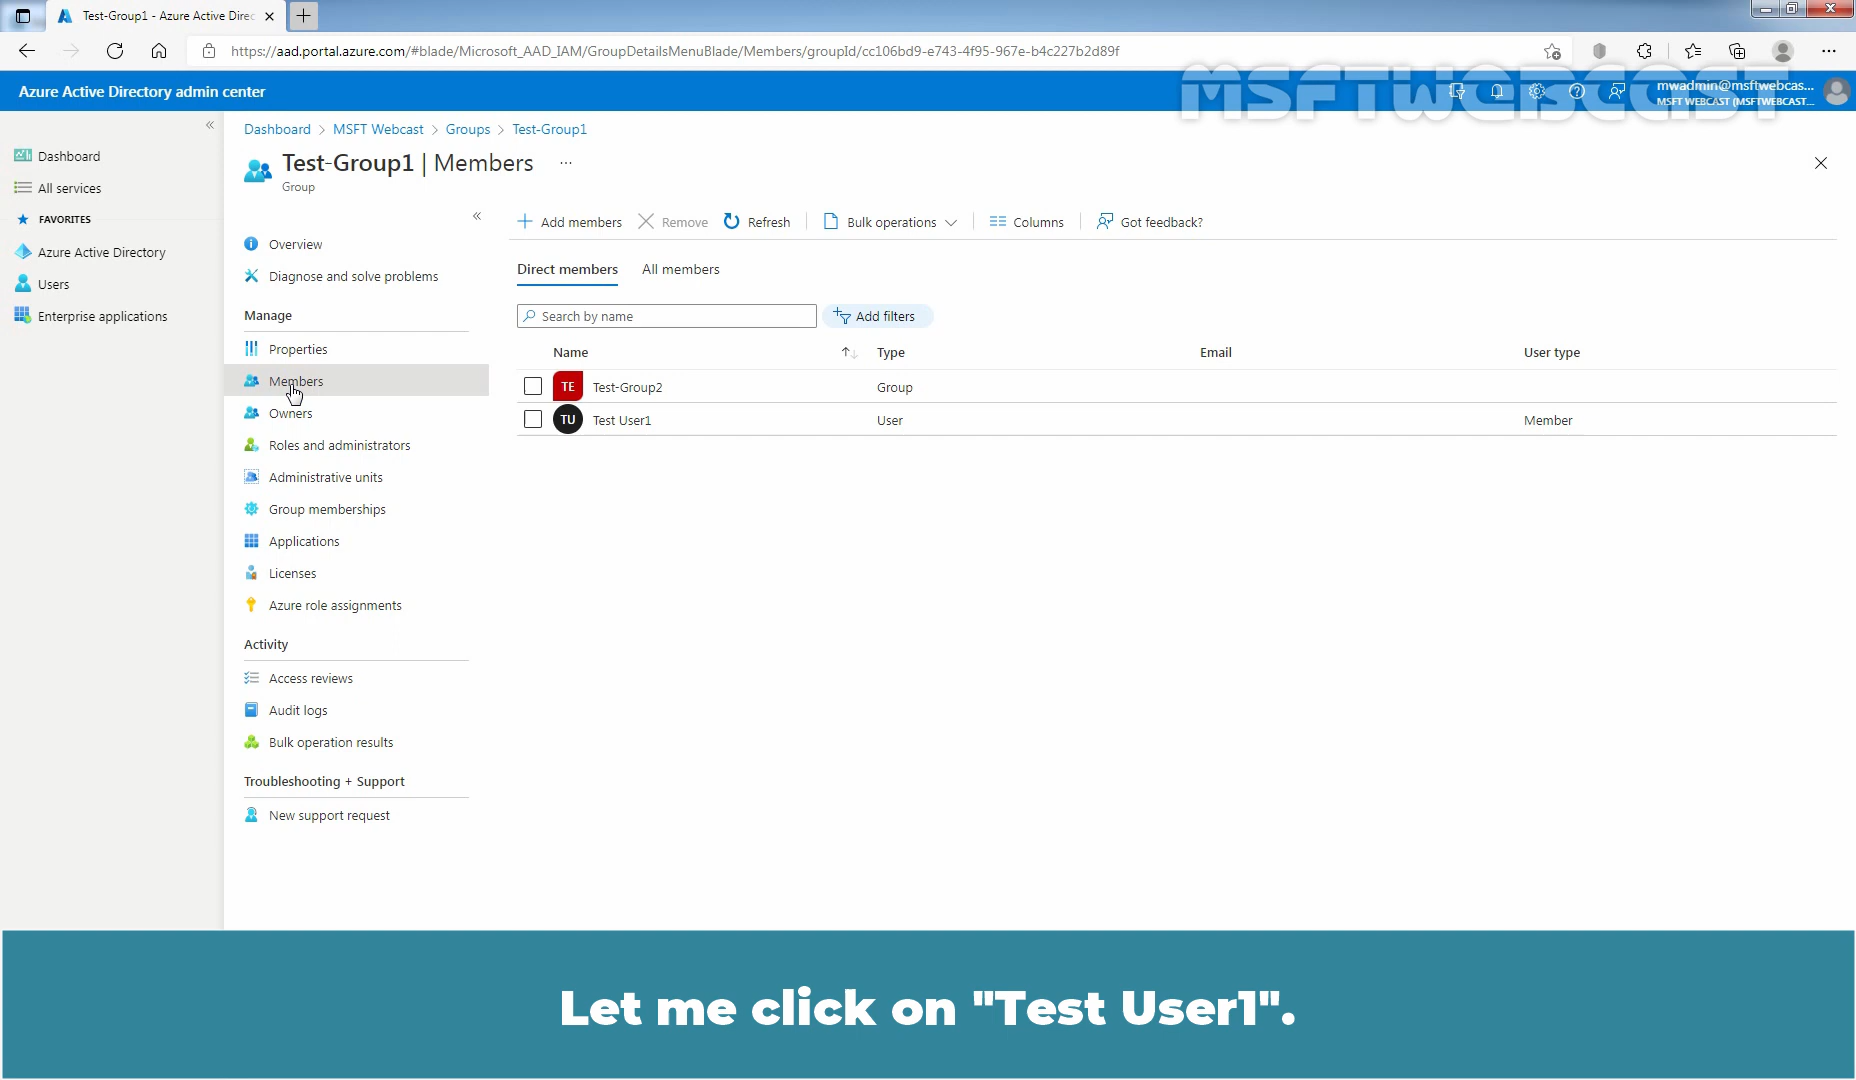 Test-Group1 - Azure Active Direc
https://aad.portal.azure.com/#blade/Microsoft_AAD_IAM/GroupDetailsMenuBlade/Members/groupId/cc106bd9-e743-4f95-967e-b4c227b2d89f
Azure Active Directory admin center
MSFTWEBCAST
mwadmin@msftwebcas...
MSFT WEBCAST (MSFTWEBCAST....
Dashboard > MSFT Webcast > Groups > Test-Group1
Test-Group1 | Members ...
Group
Dashboard
All services
FAVORITES
Azure Active Directory
Users
Enterprise applications
Overview
Diagnose and solve problems
Manage
Properties
Members
Owners
Roles and administrators
Administrative units
Group memberships
Applications
Licenses
Azure role assignments
Activity
Access reviews
Audit logs
Bulk operation results
Troubleshooting + Support
New support request
Add members Remove Refresh Bulk operations Columns Got feedback?
Direct members All members
Search by name Add filters
Name Type Email User type
TE Test-Group2 Group
TU Test User1 User Member
Let me click on "Test User1".